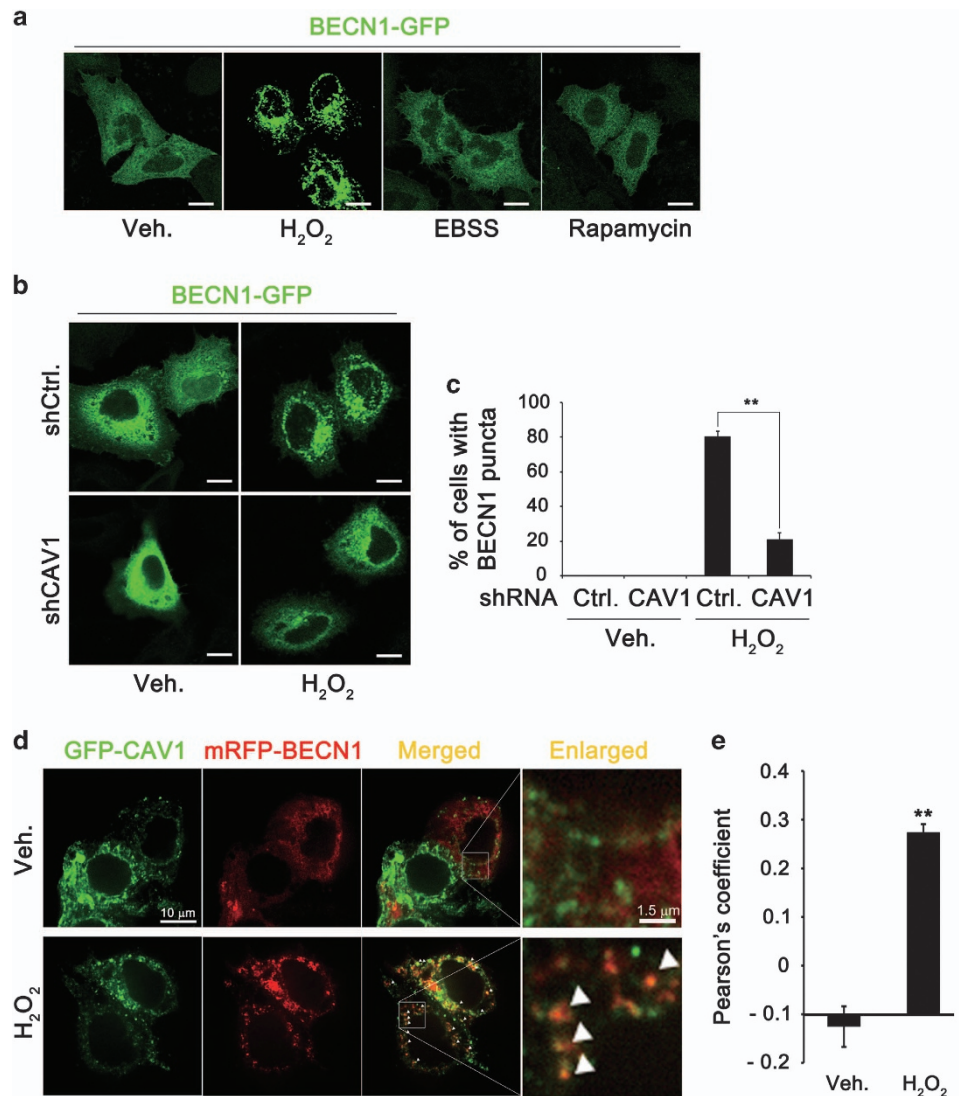 a
BECN1-GFP
Veh.
H₂O₂
EBSS
Rapamycin
b
BECN1-GFP
shCtrl.
shCAV1
Veh.
H₂O₂
c
% of cells with
BECN1 puncta
100
80
60
40
20
0
**
shRNA Ctrl. CAV1 Ctrl. CAV1
Veh.
H₂O₂
d
GFP-CAV1 mRFP-BECN1 Merged Enlarged
Veh.
10 µm
1.5 µm
H₂O₂
e
Pearson's coefficient
0.4
0.3
0.2
0.1
0
- 0.1
- 0.2
**
Veh.
H₂O₂